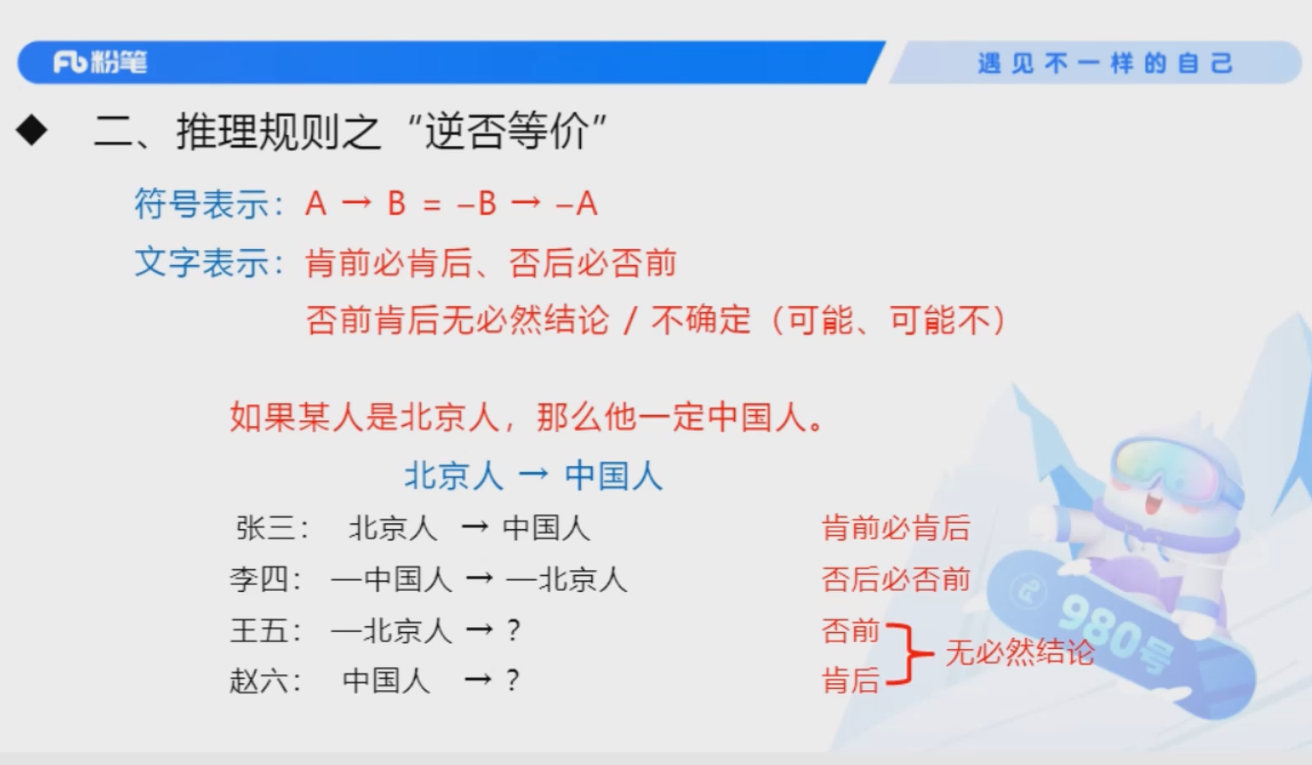 粉笔
遇见不一样的自己
◆ 二、推理规则之“逆否等价”
符号表示：A → B = –B → –A
文字表示：肯前必肯后、否后必否前
否前肯后无必然结论 / 不确定（可能、可能不）
如果某人是北京人，那么他一定中国人。
北京人 → 中国人
张三： 北京人 → 中国人 肯前必肯后
李四： —中国人 → —北京人 否后必否前
王五： —北京人 → ? 否前
无必然结论
赵六： 中国人 → ? 肯后
980号